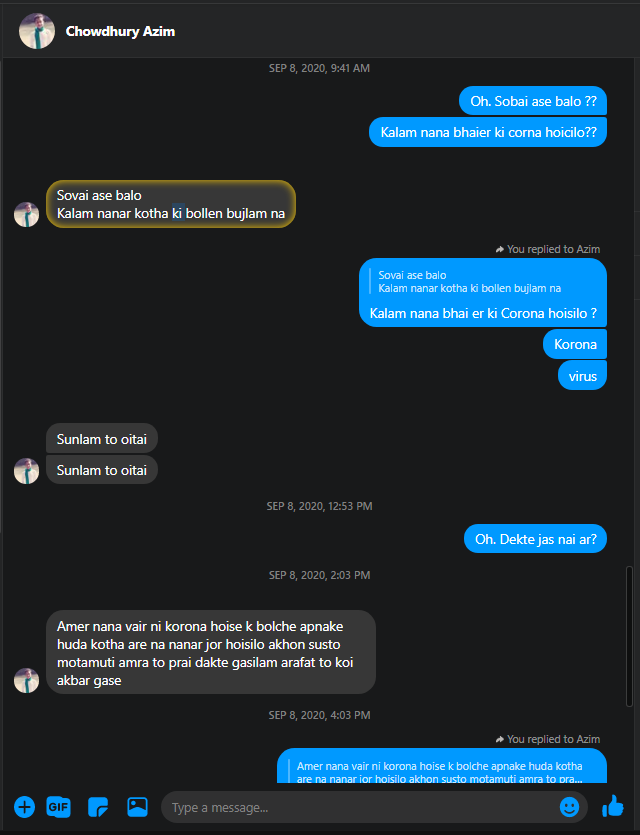 Chowdhury Azim
SEP 8, 2020, 9:41 AM
Oh. Sobai ase balo ??
Kalam nana bhaier ki corna hoicilo??
Sovai ase balo
Kalam nanar kotha ki bollen bujlam na
You replied to Azim
Sovai ase balo
Kalam nanar kotha ki bollen bujlam na
Kalam nana bhai er ki Corona hoisilo ?
Korona
virus
Sunlam to oitai
Sunlam to oitai
SEP 8, 2020, 12:53 PM
Oh. Dekte jas nai ar?
SEP 8, 2020, 2:03 PM
Amer nana vair ni korona hoise k bolche apnake
huda kotha are na nanar jor hoisilo akhon susto
motamuti amra to prai dakte gasilam arafat to koi
akbar gase
SEP 8, 2020, 4:03 PM
You replied to Azim
Amer nana vair ni korona hoise k bolche apnake huda kotha
are na nanar jor hoisilo akhon susto motamuti amra to pra...
GIF
Type a message...